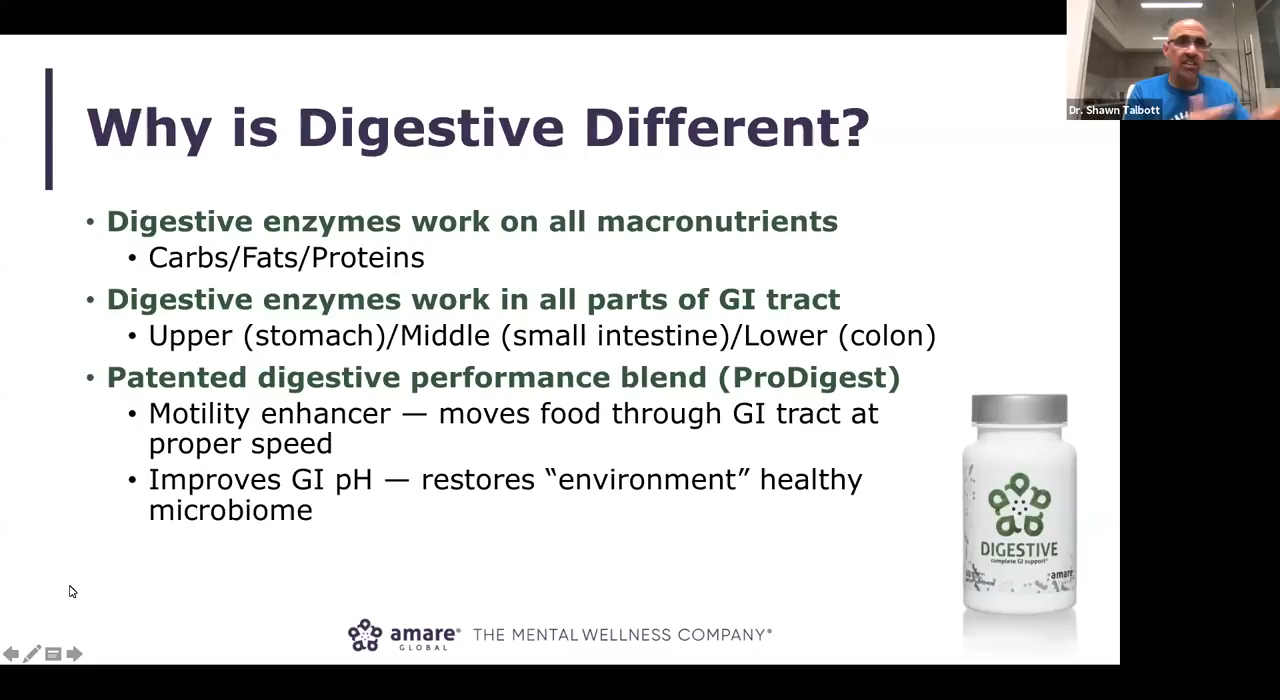 Dr. Shawn Talbott
Why is Digestive Different?
• Digestive enzymes work on all macronutrients
• Carbs/Fats/Proteins
• Digestive enzymes work in all parts of GI tract
• Upper (stomach)/Middle (small intestine)/Lower (colon)
• Patented digestive performance blend (ProDigest)
• Motility enhancer — moves food through GI tract at
proper speed
• Improves GI pH — restores “environment” healthy
microbiome
DIGESTIVE
complete GI support*
amare
amare®
GLOBAL
THE MENTAL WELLNESS COMPANY®